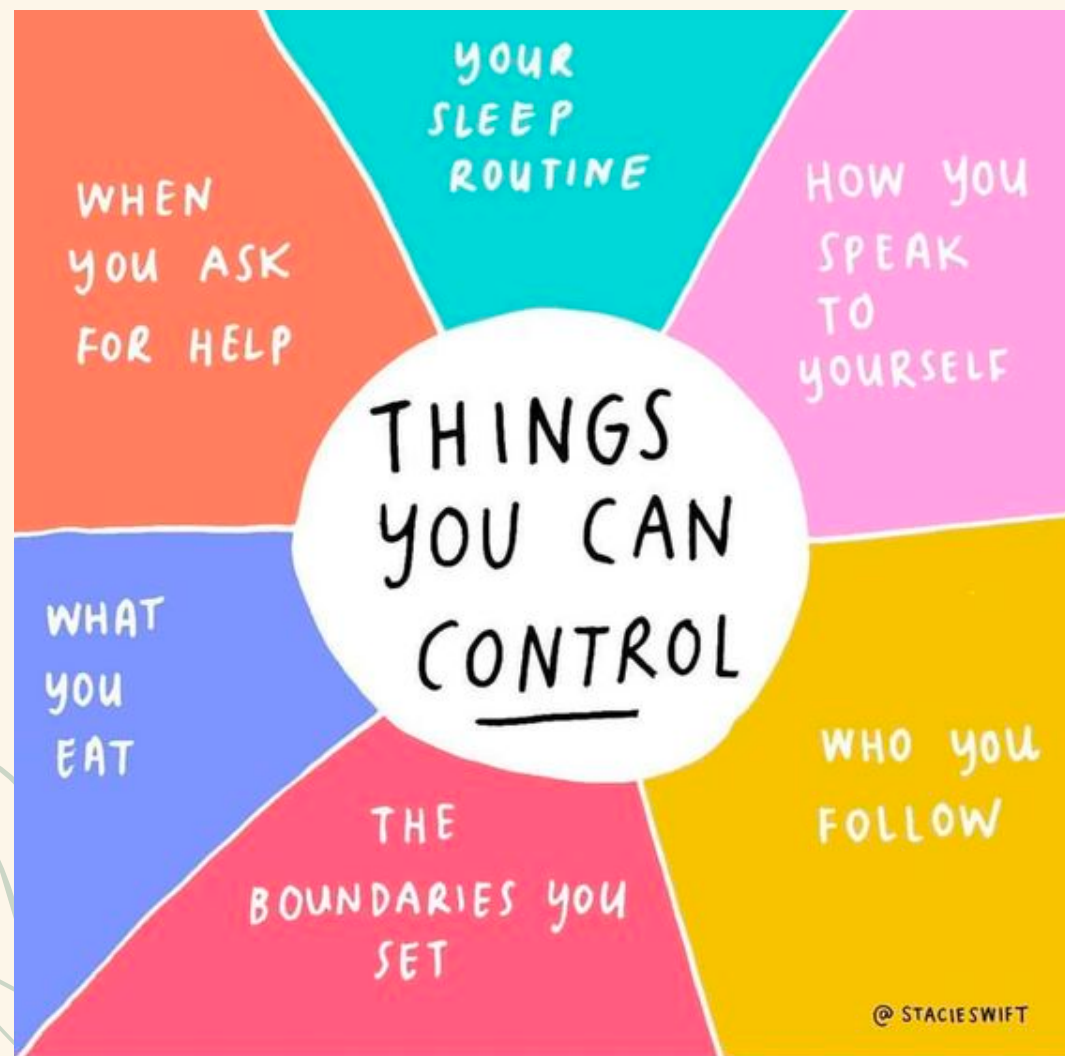 THINGS
YOU CAN
CONTROL
YOUR
SLEEP
ROUTINE
HOW YOU
SPEAK
TO
YOURSELF
WHO YOU
FOLLOW
THE
BOUNDARIES YOU
SET
WHAT
YOU
EAT
WHEN
YOU ASK
FOR HELP
@STACIESWIFT